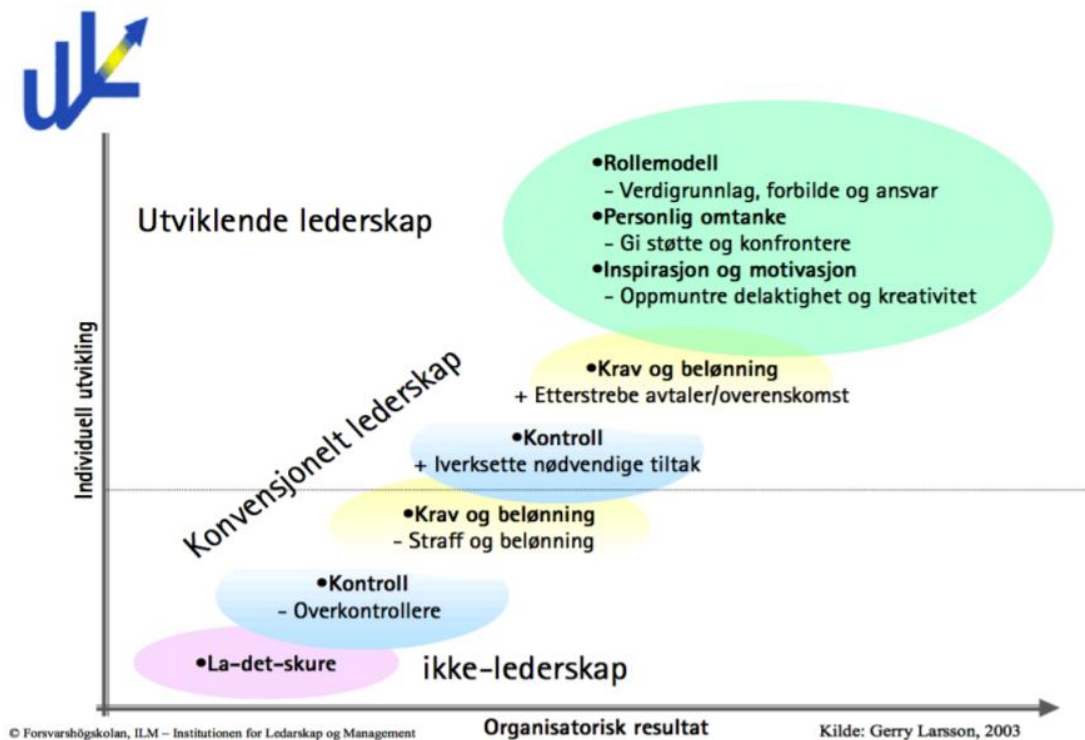 UL
•Rollemodell
- Verdigrunnlag, forbilde og ansvar
•Personlig omtanke
- Gi støtte og konfrontere
•Inspirasjon og motivasjon
- Oppmuntre delaktighet og kreativitet
Utviklende lederskap
•Krav og belønning
+ Etterstrebe avtaler/overenskomst
Konvensjonelt lederskap
•Kontroll
+ Iverksette nødvendige tiltak
•Krav og belønning
- Straff og belønning
•Kontroll
- Overkontrollere
•La-det-skure
ikke-lederskap
Individuell utvikling
Organisatorisk resultat
© Forsvarshögskolan, ILM – Institutionen for Ledarskap og Management
Kilde: Gerry Larsson, 2003